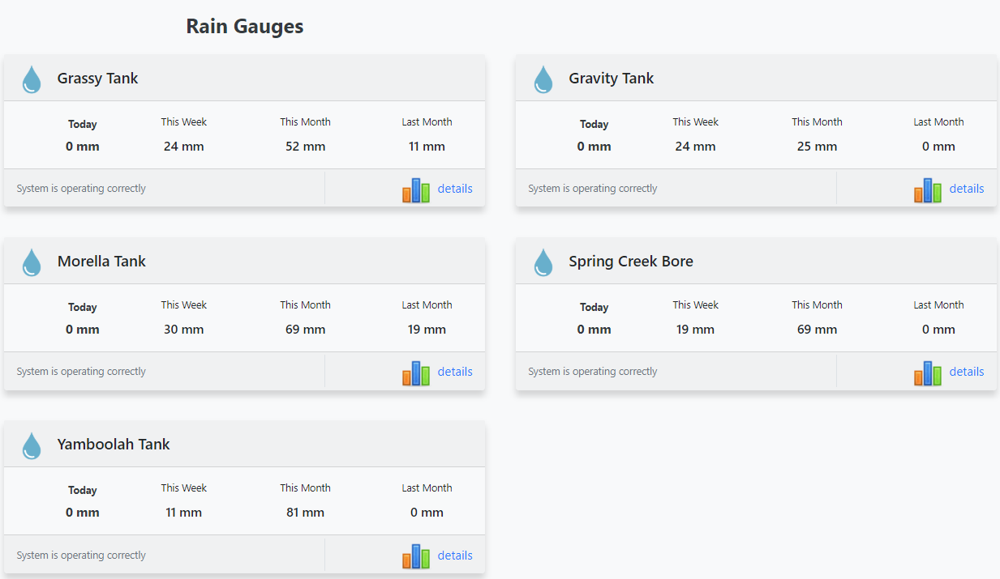 Rain Gauges
Grassy Tank
Today This Week This Month Last Month
0 mm 24 mm 52 mm 11 mm
System is operating correctly details
Gravity Tank
Today This Week This Month Last Month
0 mm 24 mm 25 mm 0 mm
System is operating correctly details
Morella Tank
Today This Week This Month Last Month
0 mm 30 mm 69 mm 19 mm
System is operating correctly details
Spring Creek Bore
Today This Week This Month Last Month
0 mm 19 mm 69 mm 0 mm
System is operating correctly details
Yamboolah Tank
Today This Week This Month Last Month
0 mm 11 mm 81 mm 0 mm
System is operating correctly details